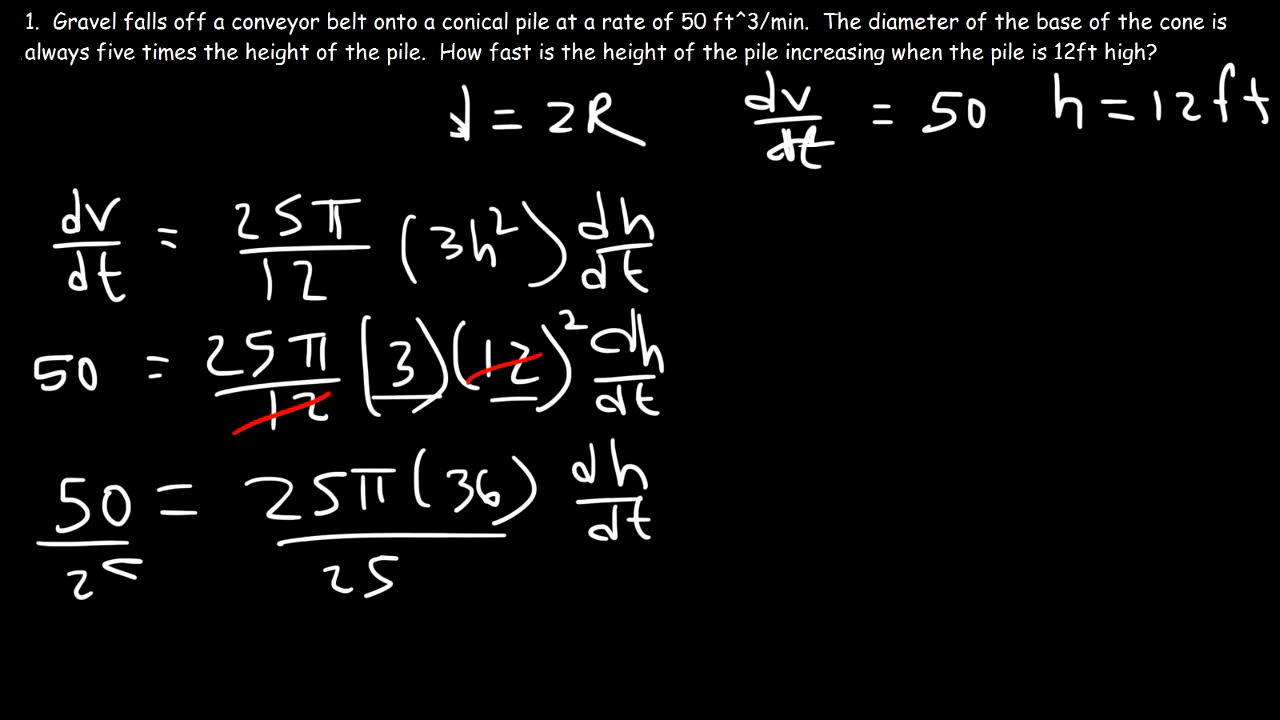 1. Gravel falls off a conveyor belt onto a conical pile at a rate of 50 ft^3/min. The diameter of the base of the cone is
always five times the height of the pile. How fast is the height of the pile increasing when the pile is 12ft high?
d = 2R dv/dt = 50 h = 12ft
dv/dt = 25π/12 (3h²) dh/dt
50 = 25π/12 (3)(12)² dh/dt
50/25 = 25π(36)/25 dh/dt